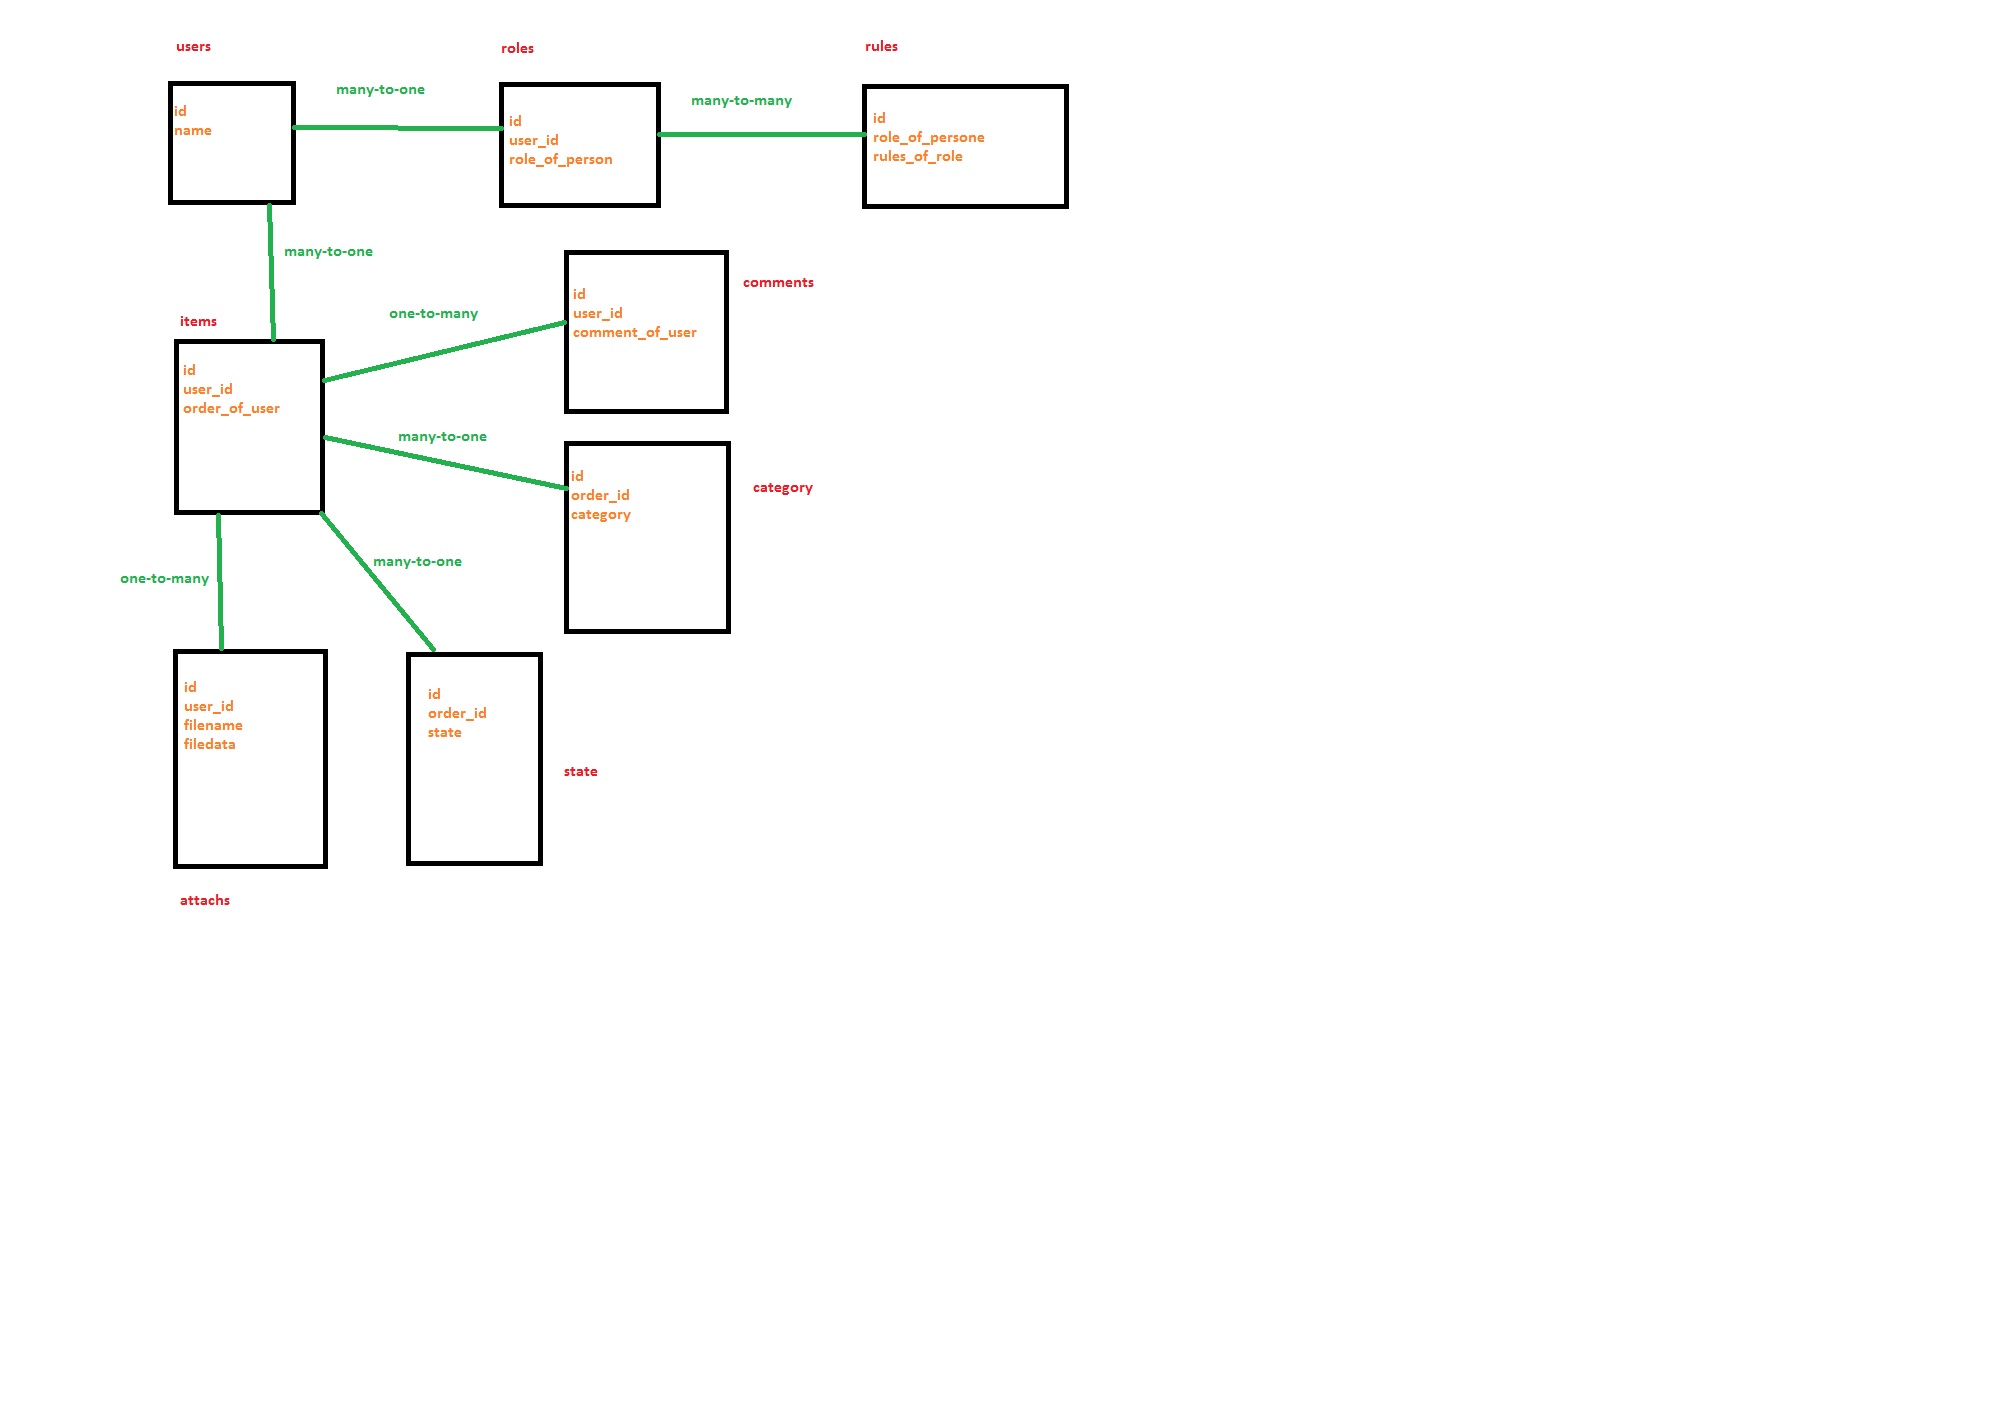 users
roles
rules
many-to-one
many-to-many
id
name
id
user_id
role_of_person
id
role_of_persone
rules_of_role
many-to-one
comments
items
one-to-many
id
user_id
comment_of_user
id
user_id
order_of_user
many-to-one
category
id
order_id
category
one-to-many
many-to-one
id
user_id
filename
filedata
id
order_id
state
state
attachs